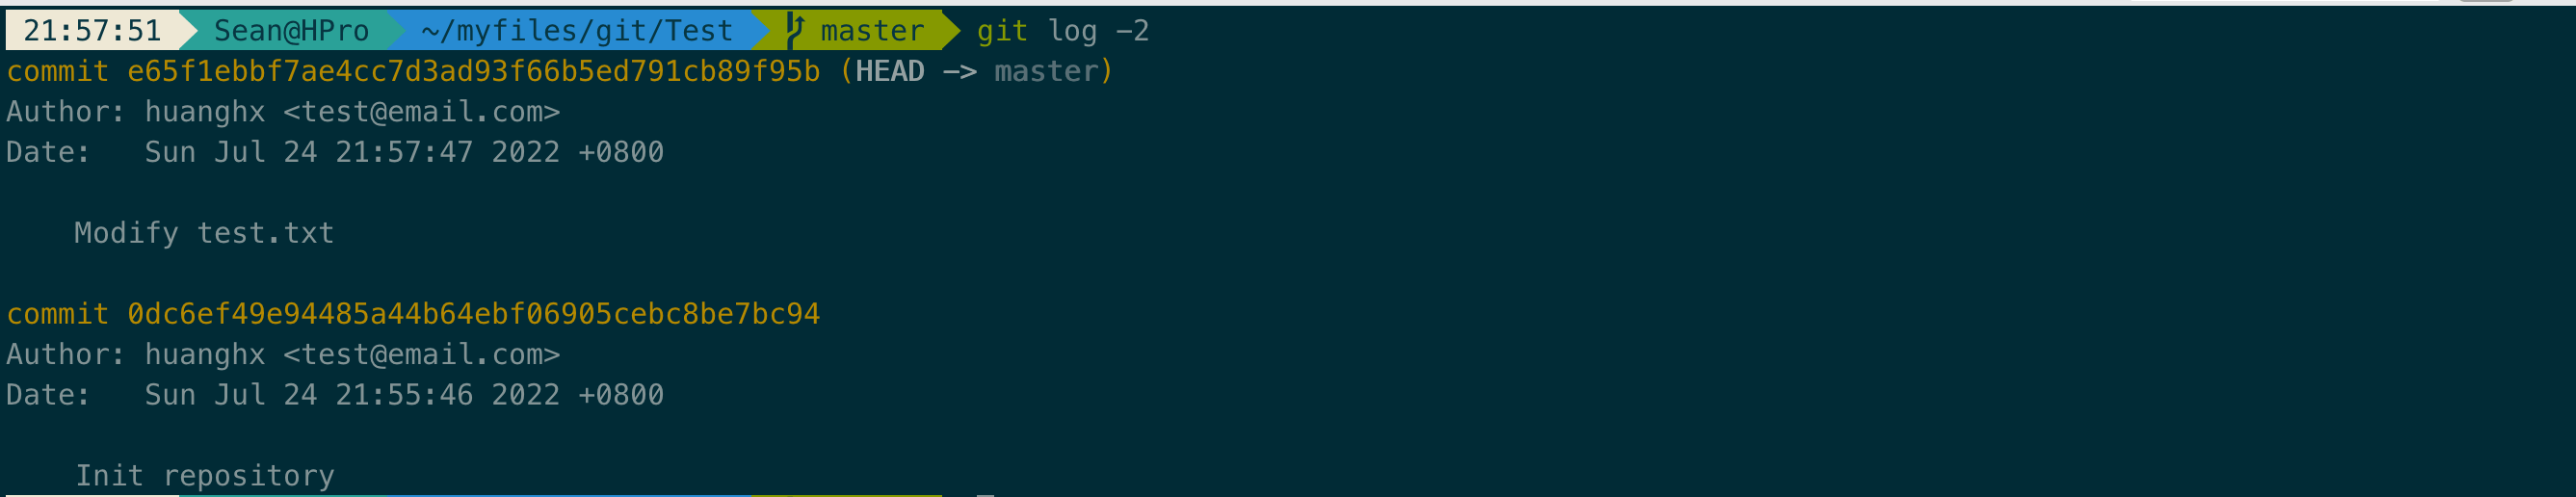 21:57:51 Sean@HPro ~/myfiles/git/Test master git log -2
commit e65f1ebbf7ae4cc7d3ad93f66b5ed791cb89f95b (HEAD -> master)
Author: huanghx <test@email.com>
Date:   Sun Jul 24 21:57:47 2022 +0800
Modify test.txt
commit 0dc6ef49e94485a44b64ebf06905cebc8be7bc94
Author: huanghx <test@email.com>
Date:   Sun Jul 24 21:55:46 2022 +0800
Init repository